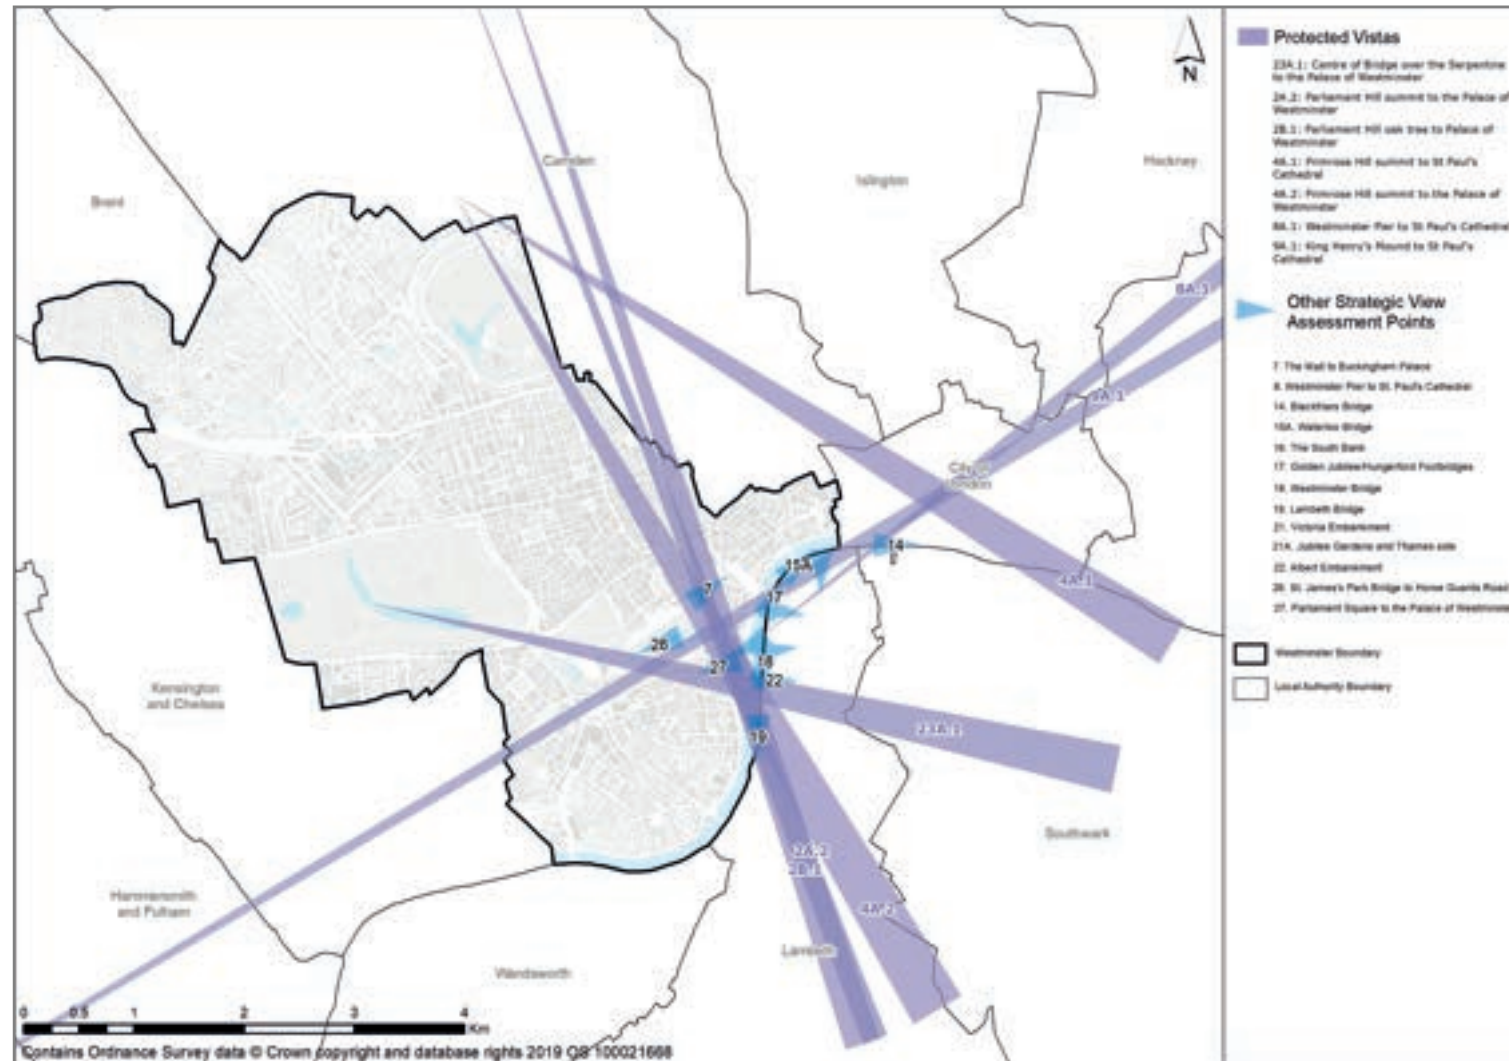 N
Camden
Hackney
Islington
Brent
8A.1
9A.1
City of
London
14
15A
4A.1
7
17
26
27
18
22
Kensington
and Chelsea
23A.1
19
Southwark
2A.2
2B.1
4A.2
Hammersmith
and Fulham
Lambeth
Wandsworth
0 0.5 1 2 3 4
Km
Contains Ordnance Survey data © Crown copyright and database rights 2019 OS 100021668
Protected Vistas
23A.1: Centre of Bridge over the Serpentine
to the Palace of Westminster
2A.2: Parliament Hill summit to the Palace of
Westminster
2B.1: Parliament Hill oak tree to Palace of
Westminster
4A.1: Primrose Hill summit to St Paul's
Cathedral
4A.2: Primrose Hill summit to the Palace of
Westminster
8A.1: Westminster Pier to St Paul's Cathedral
9A.1: King Henry's Mound to St Paul's
Cathedral
Other Strategic View
Assessment Points
7. The Mall to Buckingham Palace
8. Westminster Pier to St. Paul's Cathedral
14. Blackfriars Bridge
15A. Waterloo Bridge
16. The South Bank
17. Golden Jubilee/Hungerford Footbridges
18. Westminster Bridge
19. Lambeth Bridge
21. Victoria Embankment
21A. Jubilee Gardens and Thames side
22. Albert Embankment
26. St. James's Park Bridge to Horse Guards Road
27. Parliament Square to the Palace of Westminster
Westminster Boundary
Local Authority Boundary